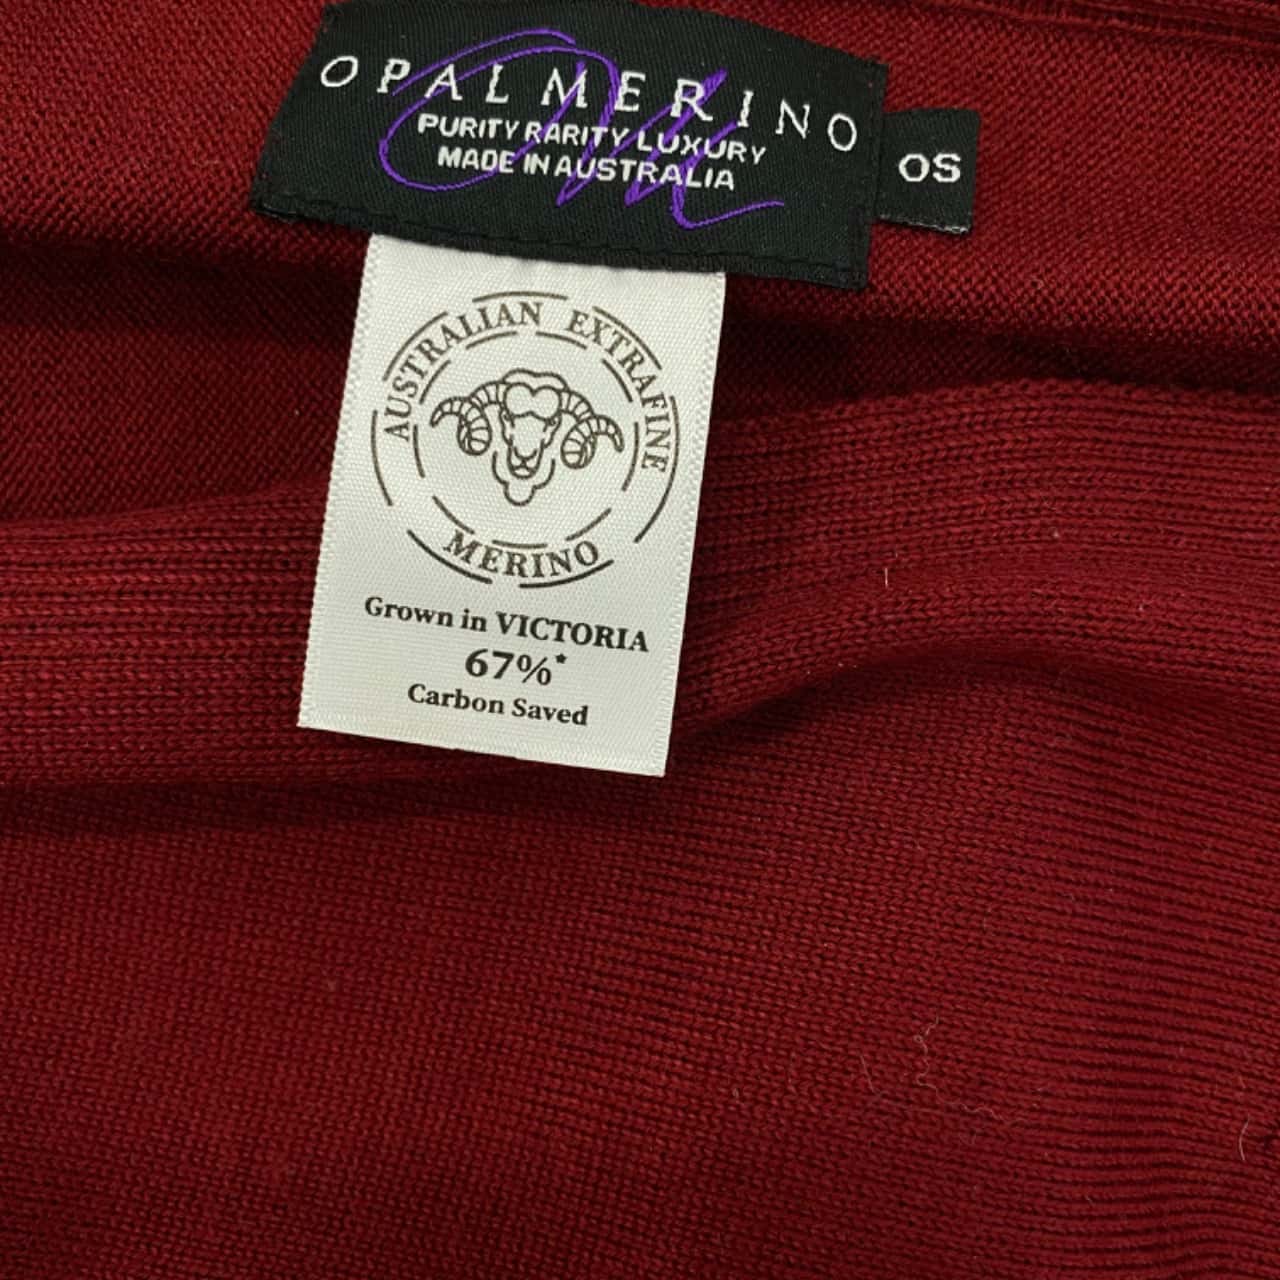 OPALMERINO
PURITY RARITY LUXURY
MADE IN AUSTRALIA
OS
AUSTRALIAN EXTRAFINE
MERINO
Grown in VICTORIA
67%*
Carbon Saved